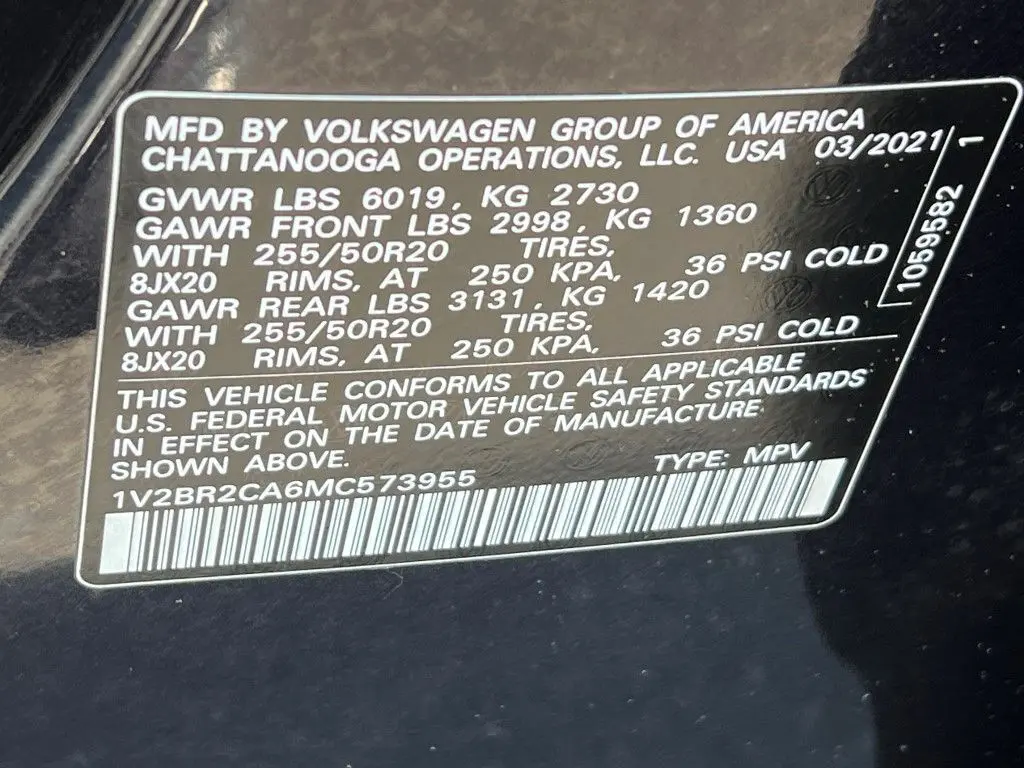 MFD BY VOLKSWAGEN GROUP OF AMERICA
CHATTANOOGA OPERATIONS, LLC. USA 03/2021
GVWR LBS 6019, KG 2730
GAWR FRONT LBS 2998, KG 1360
WITH 255/50R20 TIRES,
8JX20 RIMS, AT 250 KPA, 36 PSI COLD
GAWR REAR LBS 3131, KG 1420
WITH 255/50R20 TIRES,
8JX20 RIMS, AT 250 KPA, 36 PSI COLD
THIS VEHICLE CONFORMS TO ALL APPLICABLE
U.S. FEDERAL MOTOR VEHICLE SAFETY STANDARDS
IN EFFECT ON THE DATE OF MANUFACTURE
SHOWN ABOVE.
1V2BR2CA6MC573955 TYPE: MPV
1059582 1